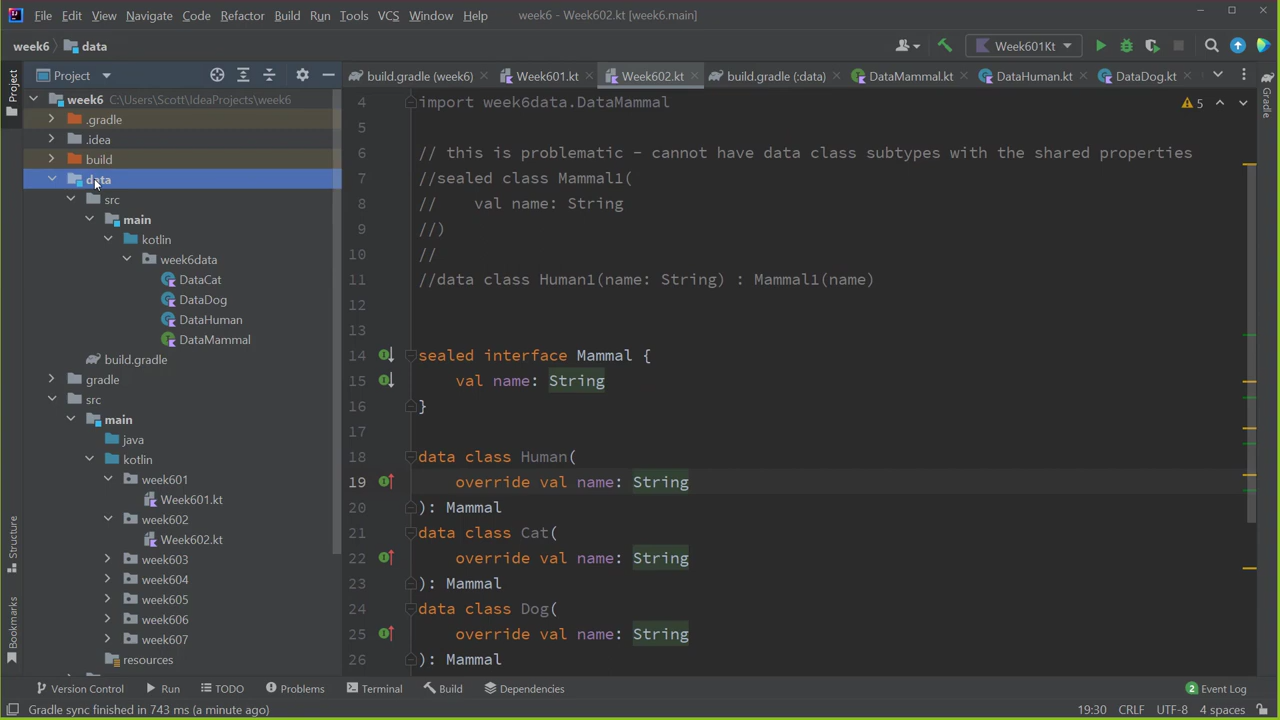 File Edit View Navigate Code Refactor Build Run Tools VCS Window Help week6 - Week602.kt [week6.main]
week6 data Week601Kt
Project build.gradle (week6) Week601.kt Week602.kt build.gradle (:data) DataMammal.kt DataHuman.kt DataDog.kt
Project
Structure
Bookmarks
week6 C:\Users\Scott\IdeaProjects\week6
.gradle
.idea
build
data
src
main
kotlin
week6data
DataCat
DataDog
DataHuman
DataMammal
build.gradle
gradle
src
main
java
kotlin
week601
Week601.kt
week602
Week602.kt
week603
week604
week605
week606
week607
resources
4 import week6data.DataMammal
5
6 // this is problematic - cannot have data class subtypes with the shared properties
7 //sealed class Mammal1(
8 //    val name: String
9 //)
10 //
11 //data class Human1(name: String) : Mammal1(name)
12
13
14 sealed interface Mammal {
15     val name: String
16 }
17
18 data class Human(
19     override val name: String
20 ): Mammal
21 data class Cat(
22     override val name: String
23 ): Mammal
24 data class Dog(
25     override val name: String
26 ): Mammal
5
Gradle
Version Control Run TODO Problems Terminal Build Dependencies 2 Event Log
Gradle sync finished in 743 ms (a minute ago) 19:30 CRLF UTF-8 4 spaces